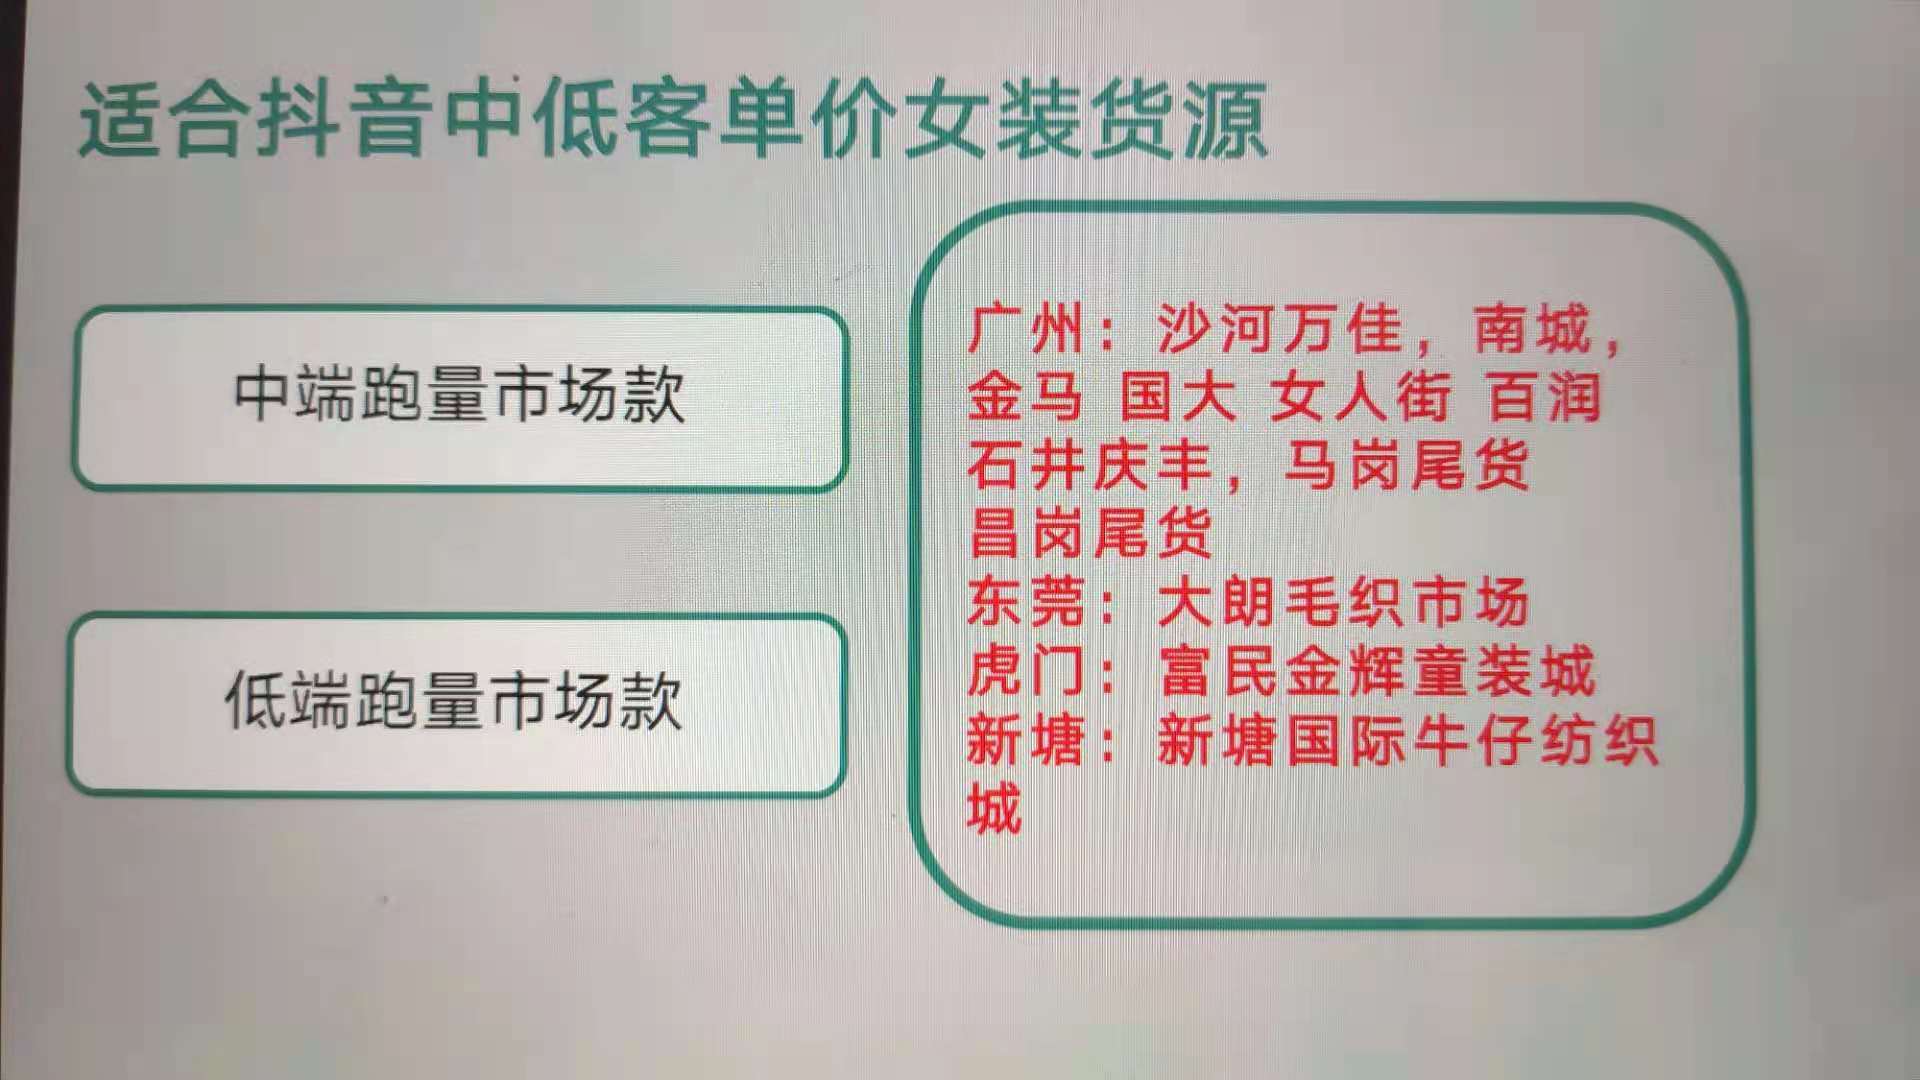 适合抖音中低客单价女装货源
中端跑量市场款
低端跑量市场款
广州：沙河万佳，南城，
金马 国大 女人街 百润
石井庆丰，马岗尾货
昌岗尾货
东莞：大朗毛织市场
虎门：富民金辉童装城
新塘：新塘国际牛仔纺织
城